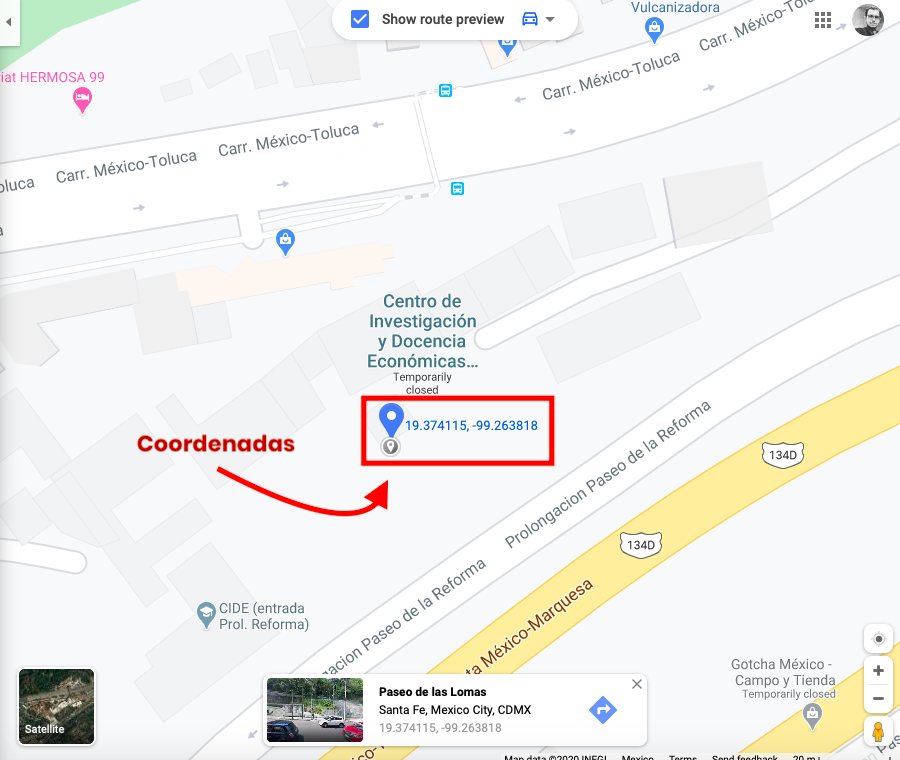 Show route preview
Vulcanizadora
Carr. México-Toluca
Carr. México-Toluca
iat HERMOSA 99
Carr. México-Toluca
Carr. México-Toluca
oluca
a
Centro de
Investigación
y Docencia
Económicas...
Temporarily
closed
19.374115, -99.263818
Coordenadas
Prolongacion Paseo de la Reforma
134D
134D
CIDE (entrada
Prol. Reforma)
gacion Paseo de la Reforma
ta México-Marquesa
Gotcha México -
Campo y Tienda
Temporarily closed
Paseo de las Lomas
Santa Fe, Mexico City, CDMX
19.374115, -99.263818
Satellite
Map data ©2020 INEGI
Mexico
Terms
Send feedback
20 m